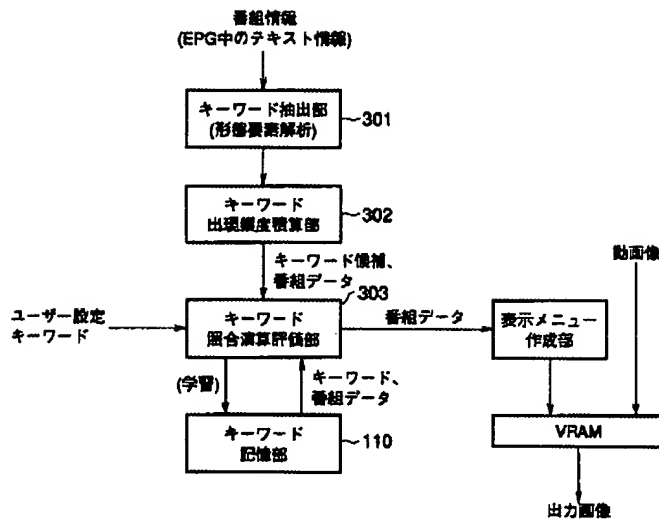 番組情報
(EPG中のテキスト情報)
キーワード抽出部
(形態要素解析)
301
キーワード
出現頻度積算部
302
キーワード候補、
番組データ
303
動画像
ユーザー設定
キーワード
キーワード
照合演算評価部
番組データ
表示メニュー
作成部
(学習)
キーワード、
番組データ
キーワード
記憶部
110
VRAM
出力画像